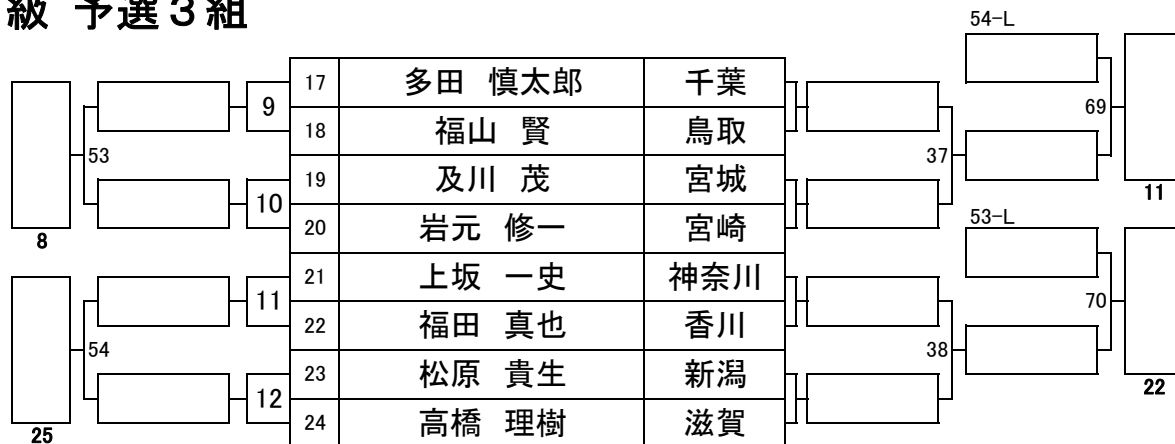 級 予選３組
54-L
17 多田 慎太郎 千葉
9 69
18 福山 賢 鳥取
53 37
19 及川 茂 宮城
10 11
20 岩元 修一 宮崎 53-L
8
21 上坂 一史 神奈川
11 70
22 福田 真也 香川
54 38
23 松原 貴生 新潟
12 22
24 高橋 理樹 滋賀
25